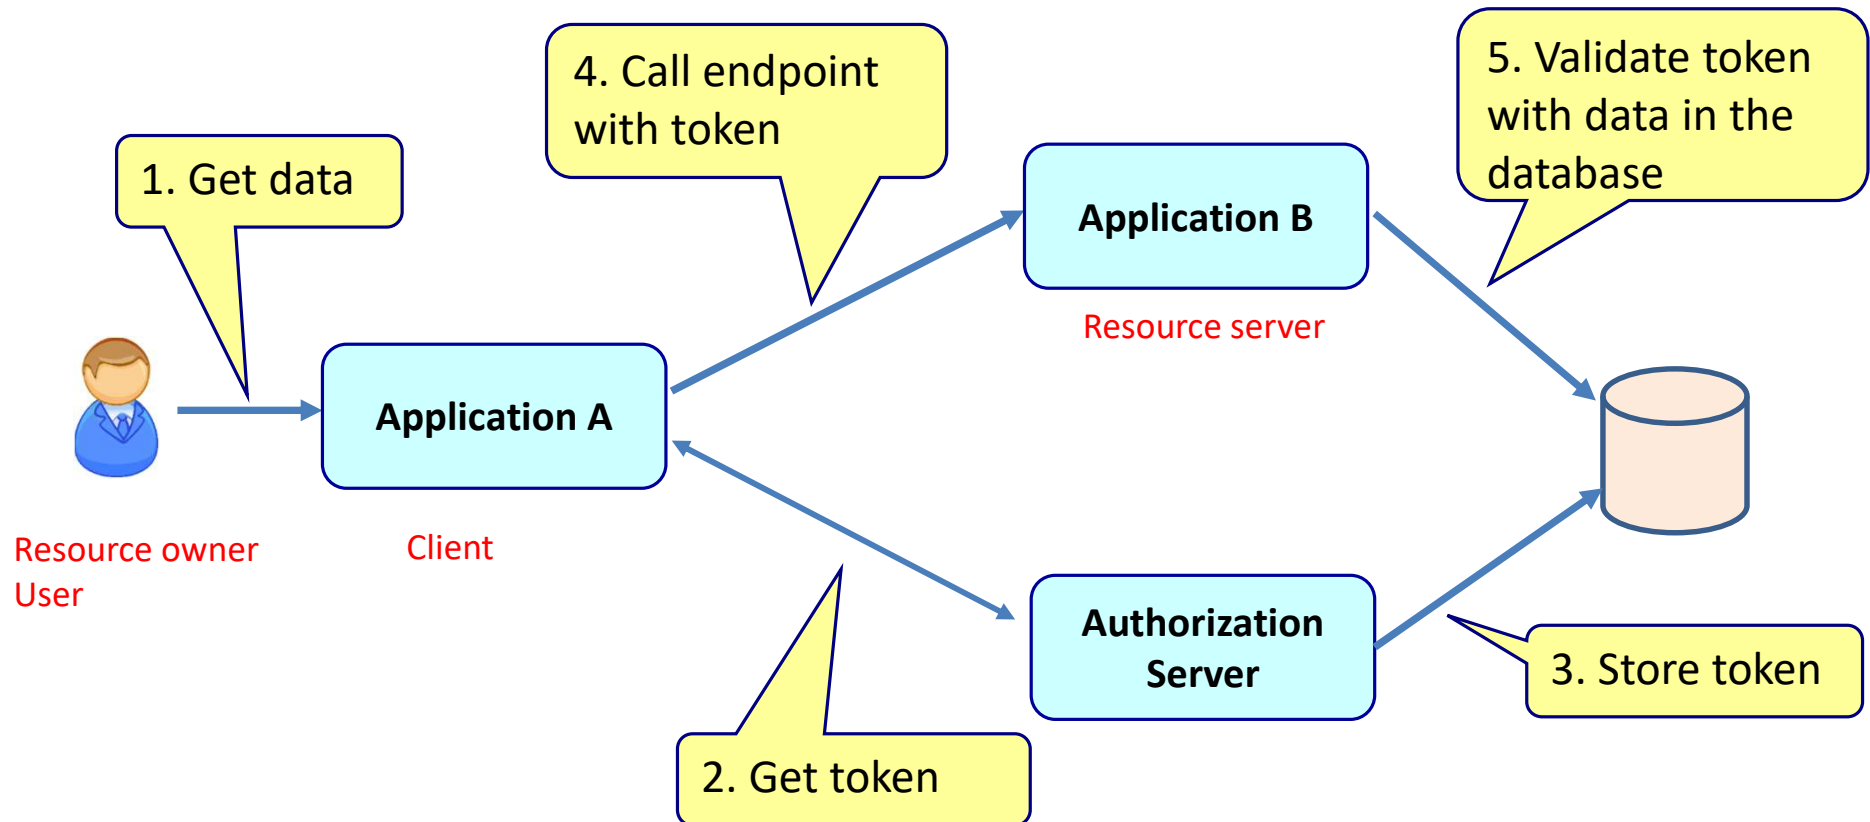 4. Call endpoint
with token
5. Validate token
with data in the
database
1. Get data
Application B
Resource server
Application A
Resource owner
User
Client
Authorization
Server
3. Store token
2. Get token